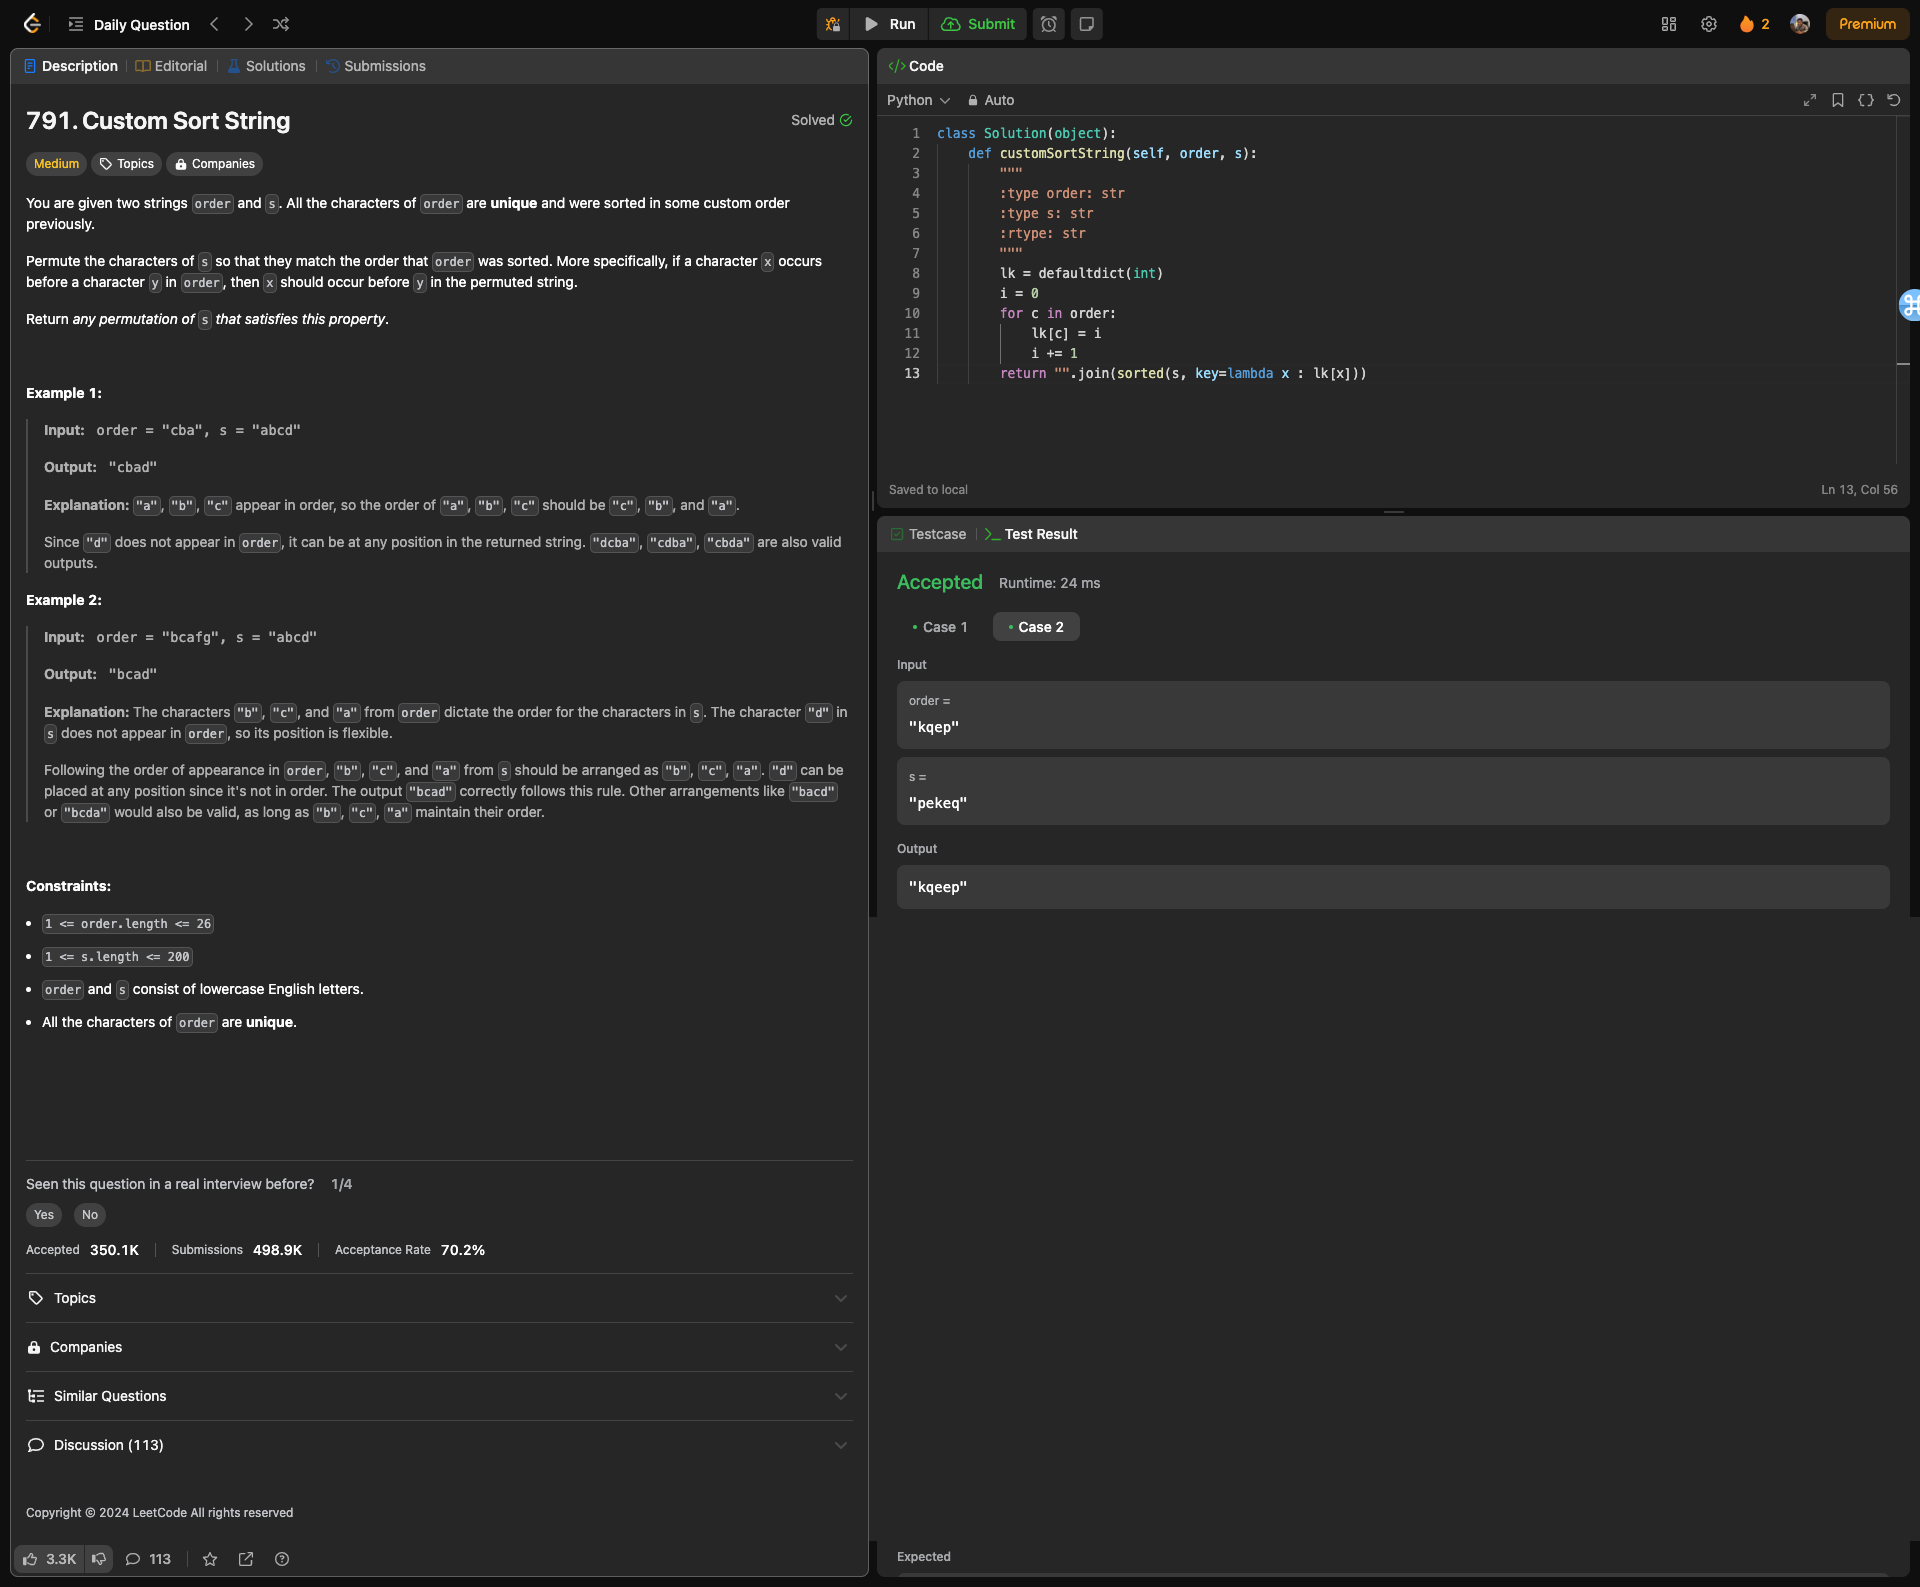 Daily Question
Run
Submit
2
Premium
Description
Editorial
Solutions
Submissions
791. Custom Sort String
Solved
Medium
Topics
Companies
You are given two strings order and s. All the characters of order are unique and were sorted in some custom order
previously.
Permute the characters of s so that they match the order that order was sorted. More specifically, if a character x occurs
before a character y in order, then x should occur before y in the permuted string.
Return any permutation of s that satisfies this property.
Example 1:
Input: order = "cba", s = "abcd"
Output: "cbad"
Explanation: "a", "b", "c" appear in order, so the order of "a", "b", "c" should be "c", "b", and "a".
Since "d" does not appear in order, it can be at any position in the returned string. "dcba", "cdba", "cbda" are also valid
outputs.
Example 2:
Input: order = "bcafg", s = "abcd"
Output: "bcad"
Explanation: The characters "b", "c", and "a" from order dictate the order for the characters in s. The character "d" in
s does not appear in order, so its position is flexible.
Following the order of appearance in order, "b", "c", and "a" from s should be arranged as "b", "c", "a". "d" can be
placed at any position since it's not in order. The output "bcad" correctly follows this rule. Other arrangements like "bacd"
or "bcda" would also be valid, as long as "b", "c", "a" maintain their order.
Constraints:
• 1 <= order.length <= 26
• 1 <= s.length <= 200
• order and s consist of lowercase English letters.
• All the characters of order are unique.
Seen this question in a real interview before? 1/4
Yes
No
Accepted 350.1K
Submissions 498.9K
Acceptance Rate 70.2%
Topics
Companies
Similar Questions
Discussion (113)
Copyright © 2024 LeetCode All rights reserved
3.3K
113
</> Code
Python
Auto
1 class Solution(object):
2 def customSortString(self, order, s):
3 """
4 :type order: str
5 :type s: str
6 :rtype: str
7 """
8 lk = defaultdict(int)
9 i = 0
10 for c in order:
11 lk[c] = i
12 i += 1
13 return "".join(sorted(s, key=lambda x : lk[x]))
Saved to local
Ln 13, Col 56
Testcase
Test Result
Accepted
Runtime: 24 ms
• Case 1
• Case 2
Input
order =
"kqep"
s =
"pekeq"
Output
"kqeep"
Expected